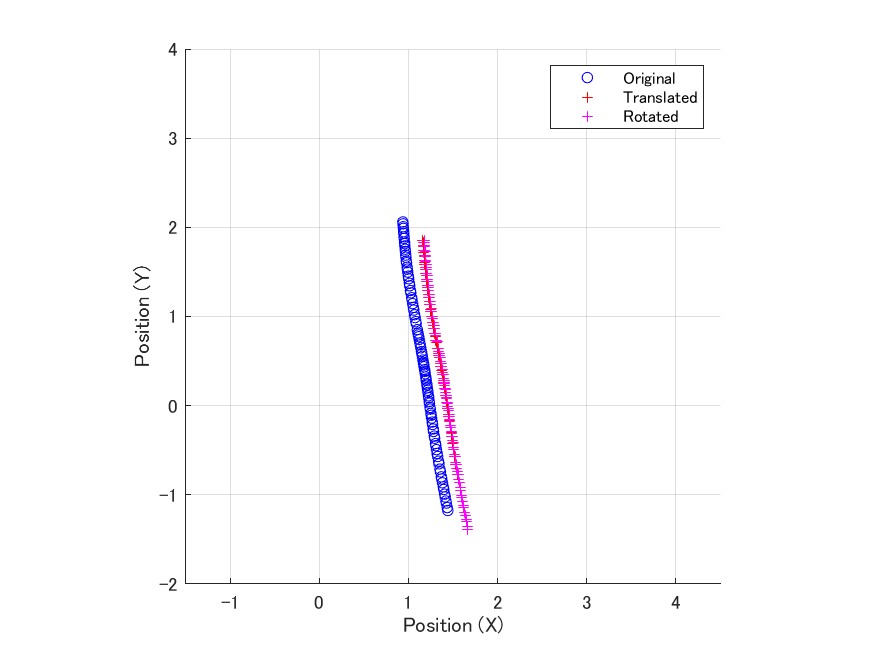 4
3
2
1
0
−1
−2
−1
0
1
2
3
4
Position (X)
Position (Y)
Original
Translated
Rotated